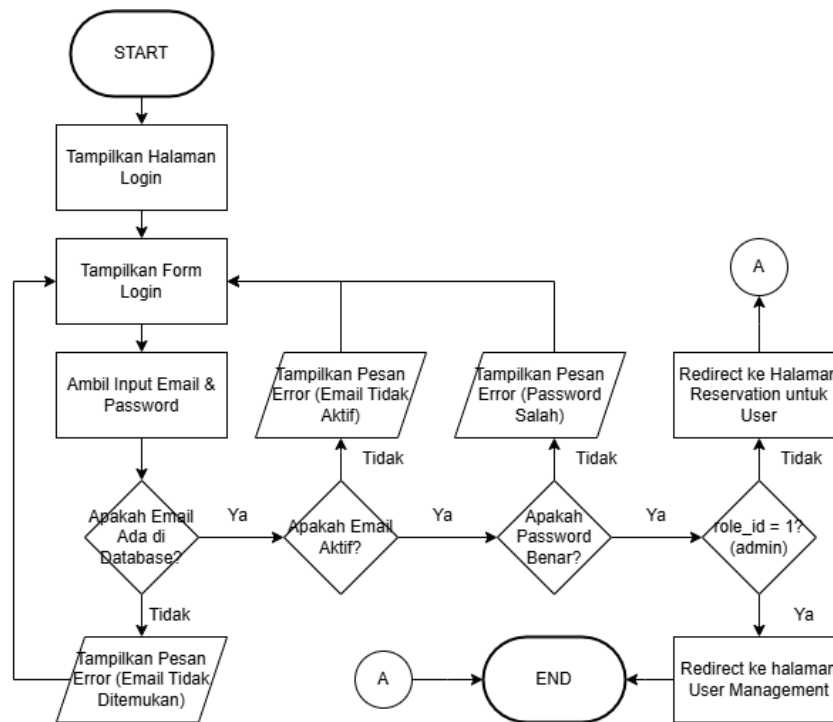 START
Tampilkan Halaman
Login
Tampilkan Form
Login
A
Ambil Input Email &
Password
Tampilkan Pesan
Error (Email Tidak
Aktif)
Tampilkan Pesan
Error (Password
Salah)
Redirect ke Halaman
Reservation untuk
User
Tidak
Tidak
Tidak
Apakah Email
Ada di
Database?
Ya
Apakah Email
Aktif?
Ya
Apakah
Password
Benar?
Ya
role_id = 1?
(admin)
Tidak
Ya
Tampilkan Pesan
Error (Email Tidak
Ditemukan)
A
END
Redirect ke halaman
User Management